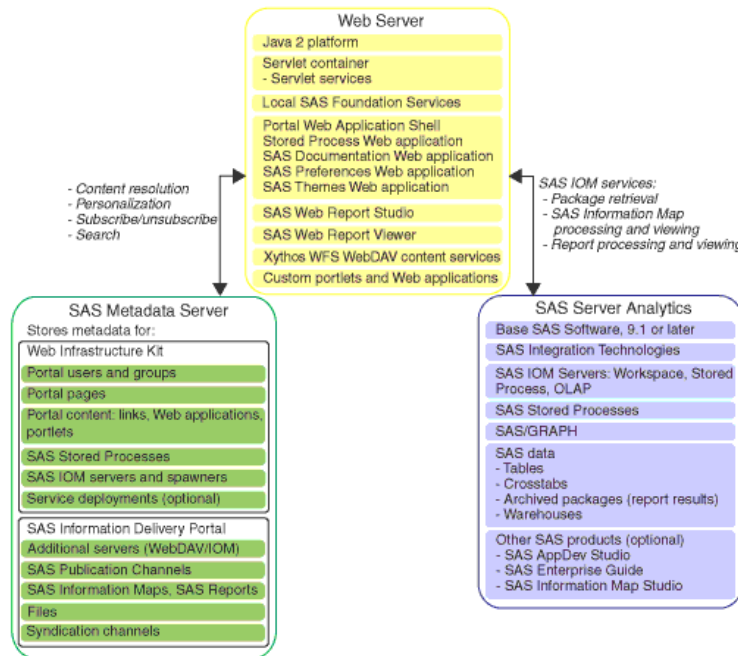 Web Server
Java 2 platform
Servlet container
- Servlet services
Local SAS Foundation Services
Portal Web Application Shell
Stored Process Web application
SAS Documentation Web application
SAS Preferences Web application
SAS Themes Web application
SAS Web Report Studio
SAS Web Report Viewer
Xythos WFS WebDAV content services
Custom portlets and Web applications
- Content resolution
- Personalization
- Subscribe/unsubscribe
- Search
SAS IOM services:
- Package retrieval
- SAS Information Map
processing and viewing
- Report processing and viewing
SAS Metadata Server
Stores metadata for:
Web Infrastructure Kit
Portal users and groups
Portal pages
Portal content: links, Web applications,
portlets
SAS Stored Processes
SAS IOM servers and spawners
Service deployments (optional)
SAS Information Delivery Portal
Additional servers (WebDAV/IOM)
SAS Publication Channels
SAS Information Maps, SAS Reports
Files
Syndication channels
SAS Server Analytics
Base SAS Software, 9.1 or later
SAS Integration Technologies
SAS IOM Servers: Workspace, Stored
Process, OLAP
SAS Stored Processes
SAS/GRAPH
SAS data
- Tables
- Crosstabs
- Archived packages (report results)
- Warehouses
Other SAS products (optional)
- SAS AppDev Studio
- SAS Enterprise Guide
- SAS Information Map Studio